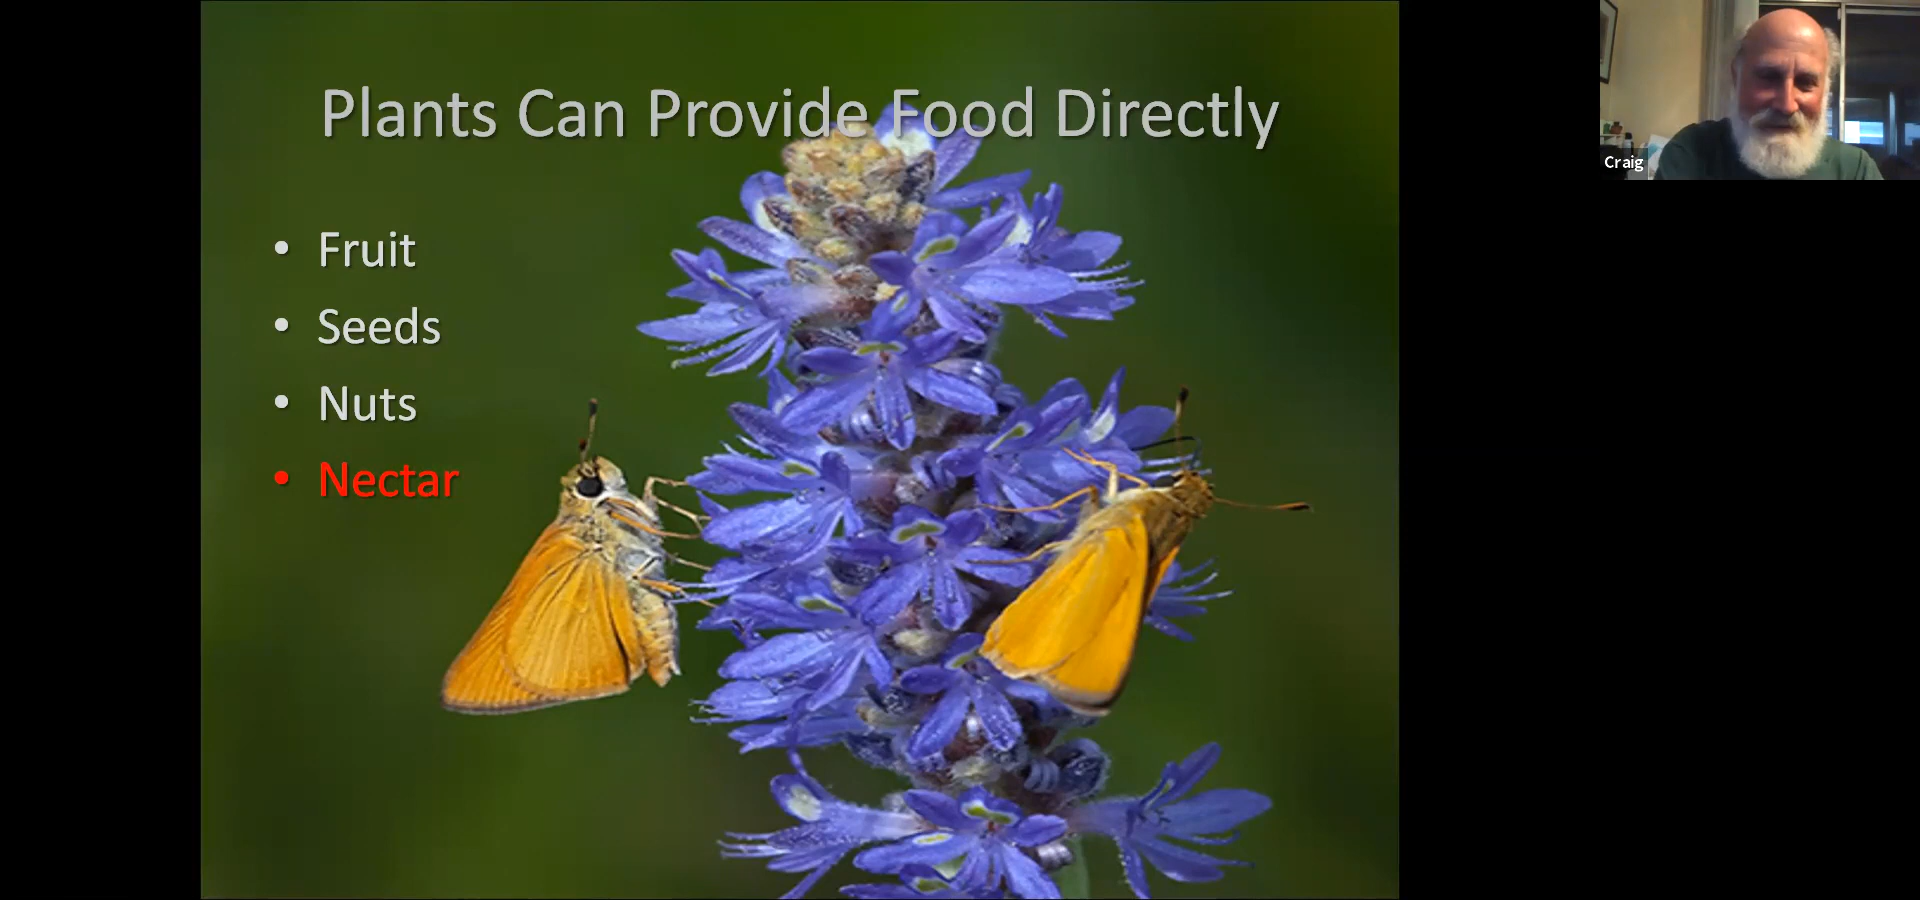 Plants Can Provide Food Directly
• Fruit
• Seeds
• Nuts
• Nectar
Craig